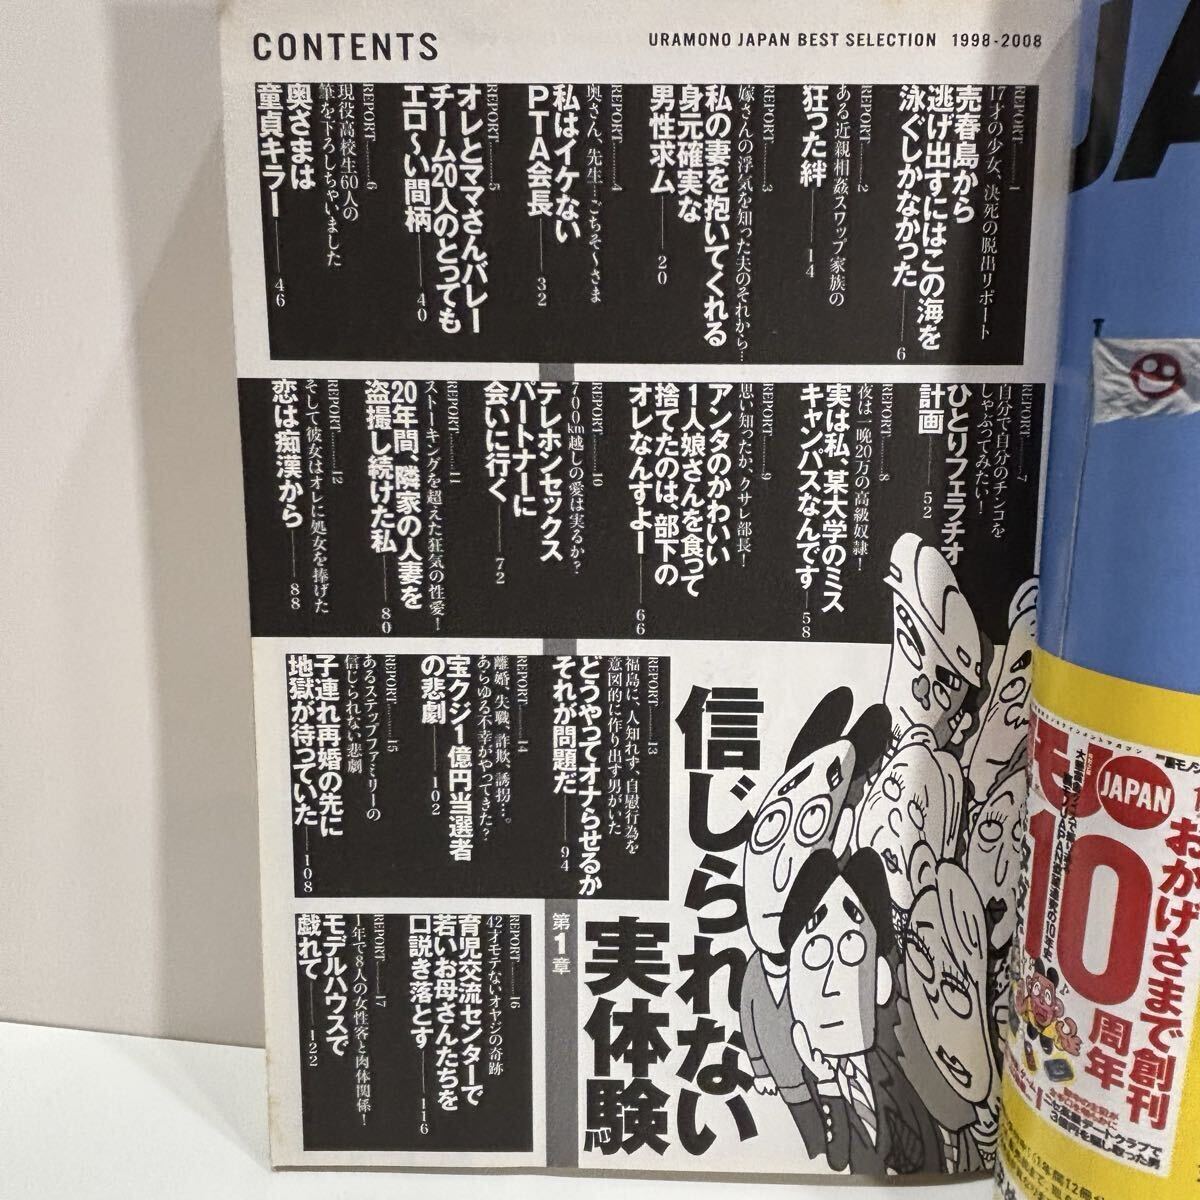 CONTENTS
URAMONO JAPAN BEST SELECTION 1998-2008
REPORT………1
17才の少女、決死の脱出リポート
売春島から
逃げ出すにはこの海を
泳ぐしかなかった——6
REPORT………2
ある近親相姦スワップ家族の
狂った絆——14
REPORT………3
嫁さんの浮気を知った夫のそれから…
私の妻を抱いてくれる
身元確実な
男性求ム——20
REPORT………4
奥さん、先生…ごちそ〜さま
私はイケない
PTA会長——32
REPORT………5
オレとママさんバレー
チーム20人のとっても
エロ〜い間柄——40
REPORT………6
現役高校生60人の
筆を下ろしちゃいました
奥さまは
童貞キラー——46
REPORT………7
自分で自分のチンコを
しゃぶってみたい！
ひとりフェラチオ
計画——52
REPORT………8
夜は一晩20万の高級奴隷！
実は私、某大学のミス
キャンパスなんです——58
REPORT………9
思い知ったか、クサレ部長！
アンタのかわいい
1人娘さんを食って
捨てたのは、部下の
オレなんすよー——66
REPORT………10
700km越しの愛は実るか？
テレホンセックス
パートナーに
会いに行く——72
REPORT………11
ストーキングを超えた狂気の性愛！
20年間、隣家の人妻を
盗撮し続けた私——80
REPORT………12
そして彼女はオレに処女を捧げた
恋は痴漢から——88
信じられない
実体験
第1章
REPORT………13
福島に、人知れず、自慰行為を
意図的に作り出す男がいた
どうやってオナらせるか
それが問題だ——94
REPORT………14
離婚、失職、詐欺、誘拐…。
あらゆる不幸がやってきた？
宝クジ1億円当選者
の悲劇——102
REPORT………15
あるステップファミリーの
信じられない悲劇
子連れ再婚の先に
地獄が待っていた——108
REPORT………16
42才モテないオヤジの奇跡
育児交流センターで
若いお母さんたちを
口説き落とす——116
REPORT………17
1年で8人の女性客と肉体関係！
モデルハウスで
戯れて——122
JAPAN
おかげさまで創刊
10
周年